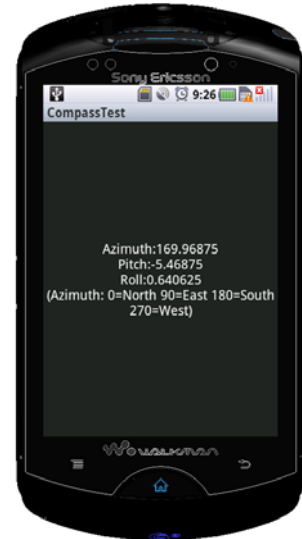 Sony Ericsson
9:26
CompassTest
Azimuth:169.96875
Pitch:-5.46875
Roll:0.640625
(Azimuth: 0=North 90=East 180=South
270=West)
WALKMAN